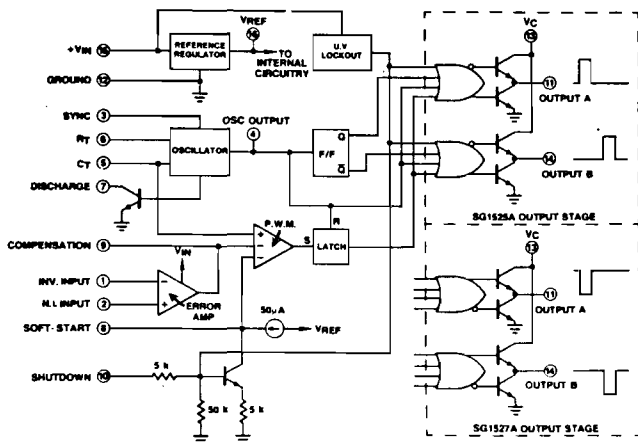 VREF
16
+VIN 15
REFERENCE REGULATOR
TO INTERNAL CIRCUITRY
U.V. LOCKOUT
VC
13
GROUND 12
11
OUTPUT A
SYNC 3
OSC OUTPUT
4
RT 6
OSCILLATOR
Q
F/F
Q̅
CT 5
14
OUTPUT B
DISCHARGE 7
P.W.M.
R
SG1525A OUTPUT STAGE
COMPENSATION 9
+
-
-
S
LATCH
VC
13
VIN
INV. INPUT 1
-
N.I. INPUT 2
+
ERROR AMP
50µA
11
OUTPUT A
SOFT-START 8
VREF
SHUTDOWN 10
5 k
50 k
5 k
14
OUTPUT B
SG1527A OUTPUT STAGE